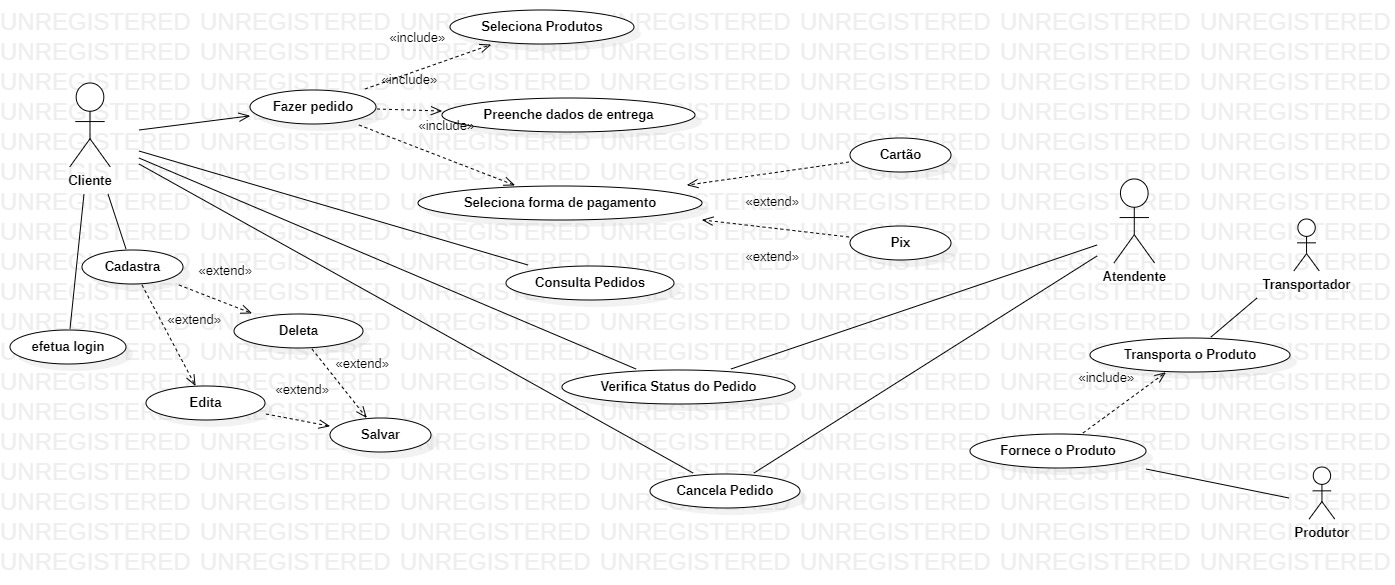 Seleciona Produtos
«include»
«include»
Fazer pedido
Preenche dados de entrega
«include»
Cartão
Cliente
Seleciona forma de pagamento
«extend»
Pix
«extend»
Cadastra
«extend»
Consulta Pedidos
Atendente
Transportador
«extend»
Deleta
efetua login
«extend»
Transporta o Produto
«include»
Verifica Status do Pedido
«extend»
Edita
Salvar
Fornece o Produto
Cancela Pedido
Produtor
UNREGISTERED UNREGISTERED UNREGISTERED UNREGISTERED UNREGISTERED UNREGISTERED UNREGISTERED